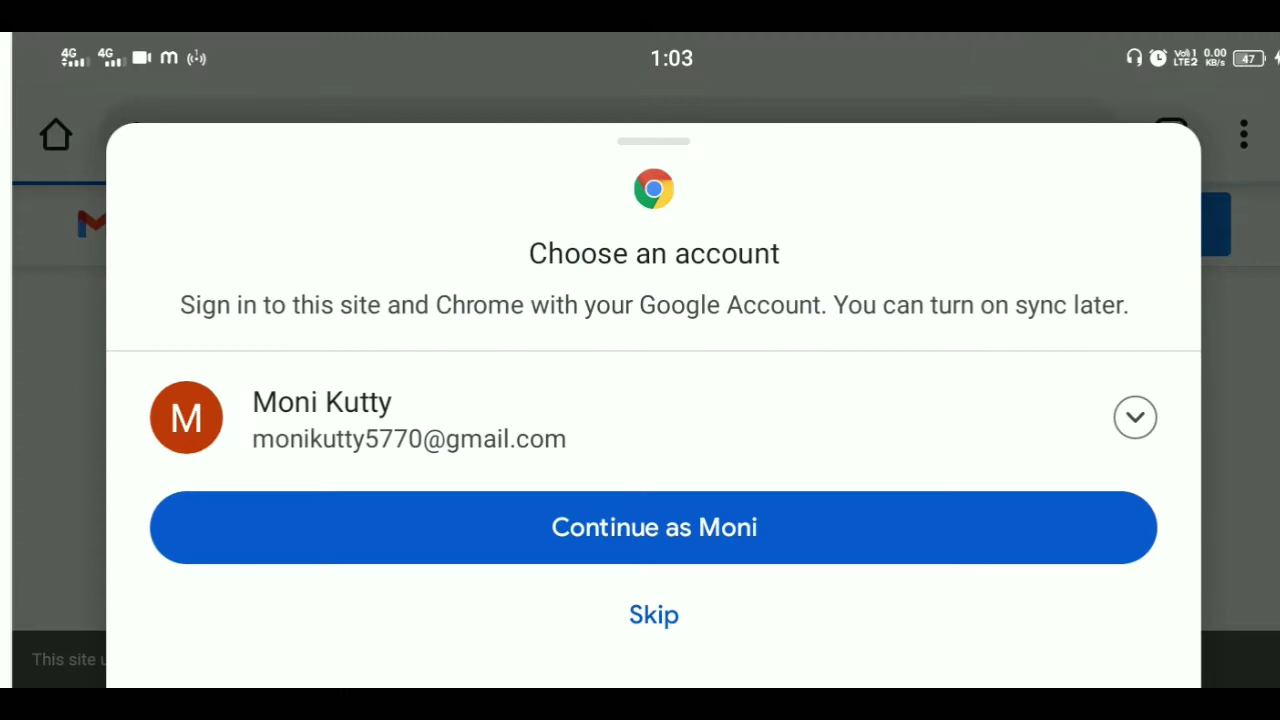 4G 4G m 1:03 Vo) 1 LTE2 0.00 KB/s 47
Choose an account
Sign in to this site and Chrome with your Google Account. You can turn on sync later.
M
Moni Kutty
monikutty5770@gmail.com
Continue as Moni
Skip
This site